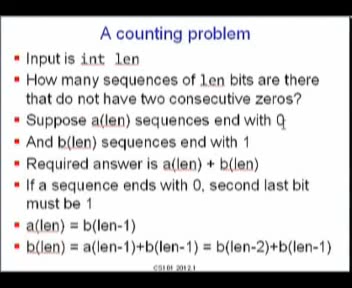 A counting problem
▪ Input is int len
▪ How many sequences of len bits are there
that do not have two consecutive zeros?
▪ Suppose a(len) sequences end with 0
▪ And b(len) sequences end with 1
▪ Required answer is a(len) + b(len)
▪ If a sequence ends with 0, second last bit
must be 1
▪ a(len) = b(len-1)
▪ b(len) = a(len-1)+b(len-1) = b(len-2)+b(len-1)